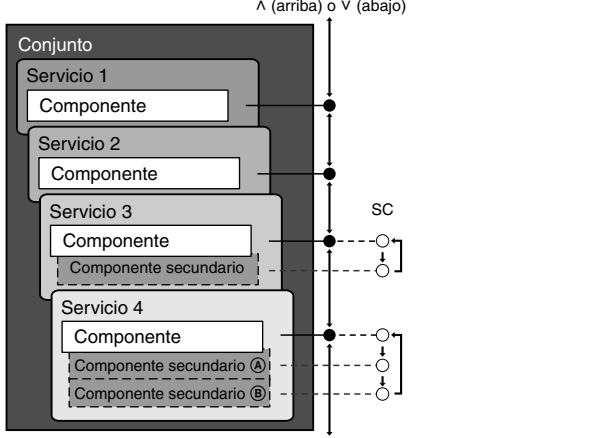 ∧ (arriba) o ∨ (abajo)
Conjunto
Servicio 1
Componente
Servicio 2
Componente
Servicio 3
SC
Componente
Componente secundario
Servicio 4
Componente
Componente secundario Ⓐ
Componente secundario Ⓑ